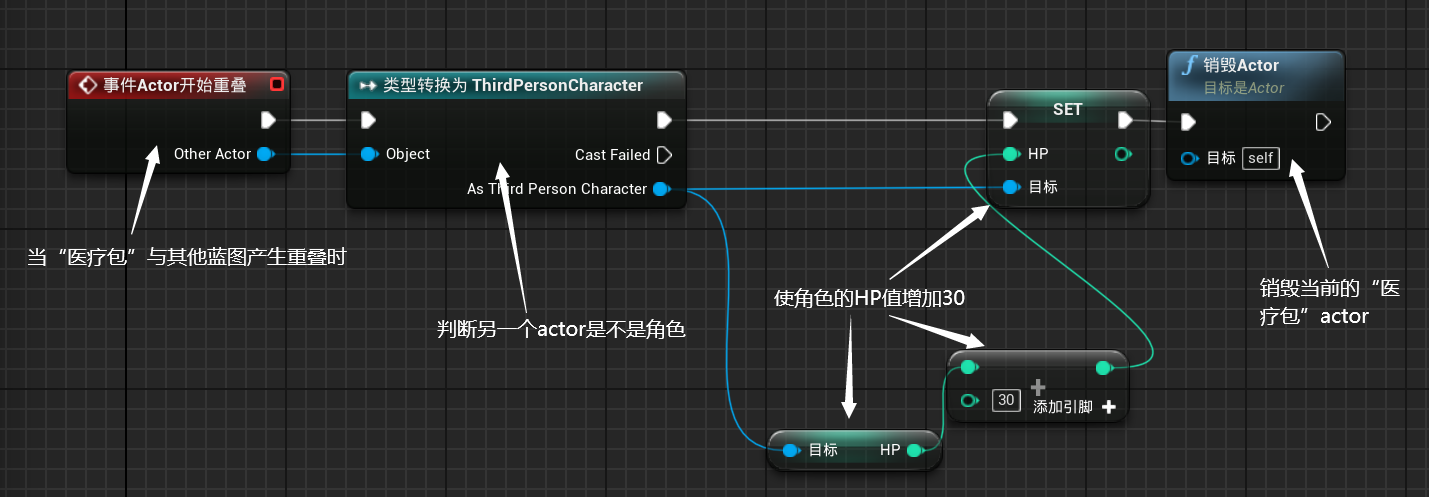 事件Actor开始重叠
Other Actor
类型转换为 ThirdPersonCharacter
Object
Cast Failed
As Third Person Character
SET
HP
目标
销毁Actor
目标是Actor
目标 self
当“医疗包”与其他蓝图产生重叠时
判断另一个actor是不是角色
使角色的HP值增加30
销毁当前的“医
疗包”actor
30
添加引脚
目标 HP